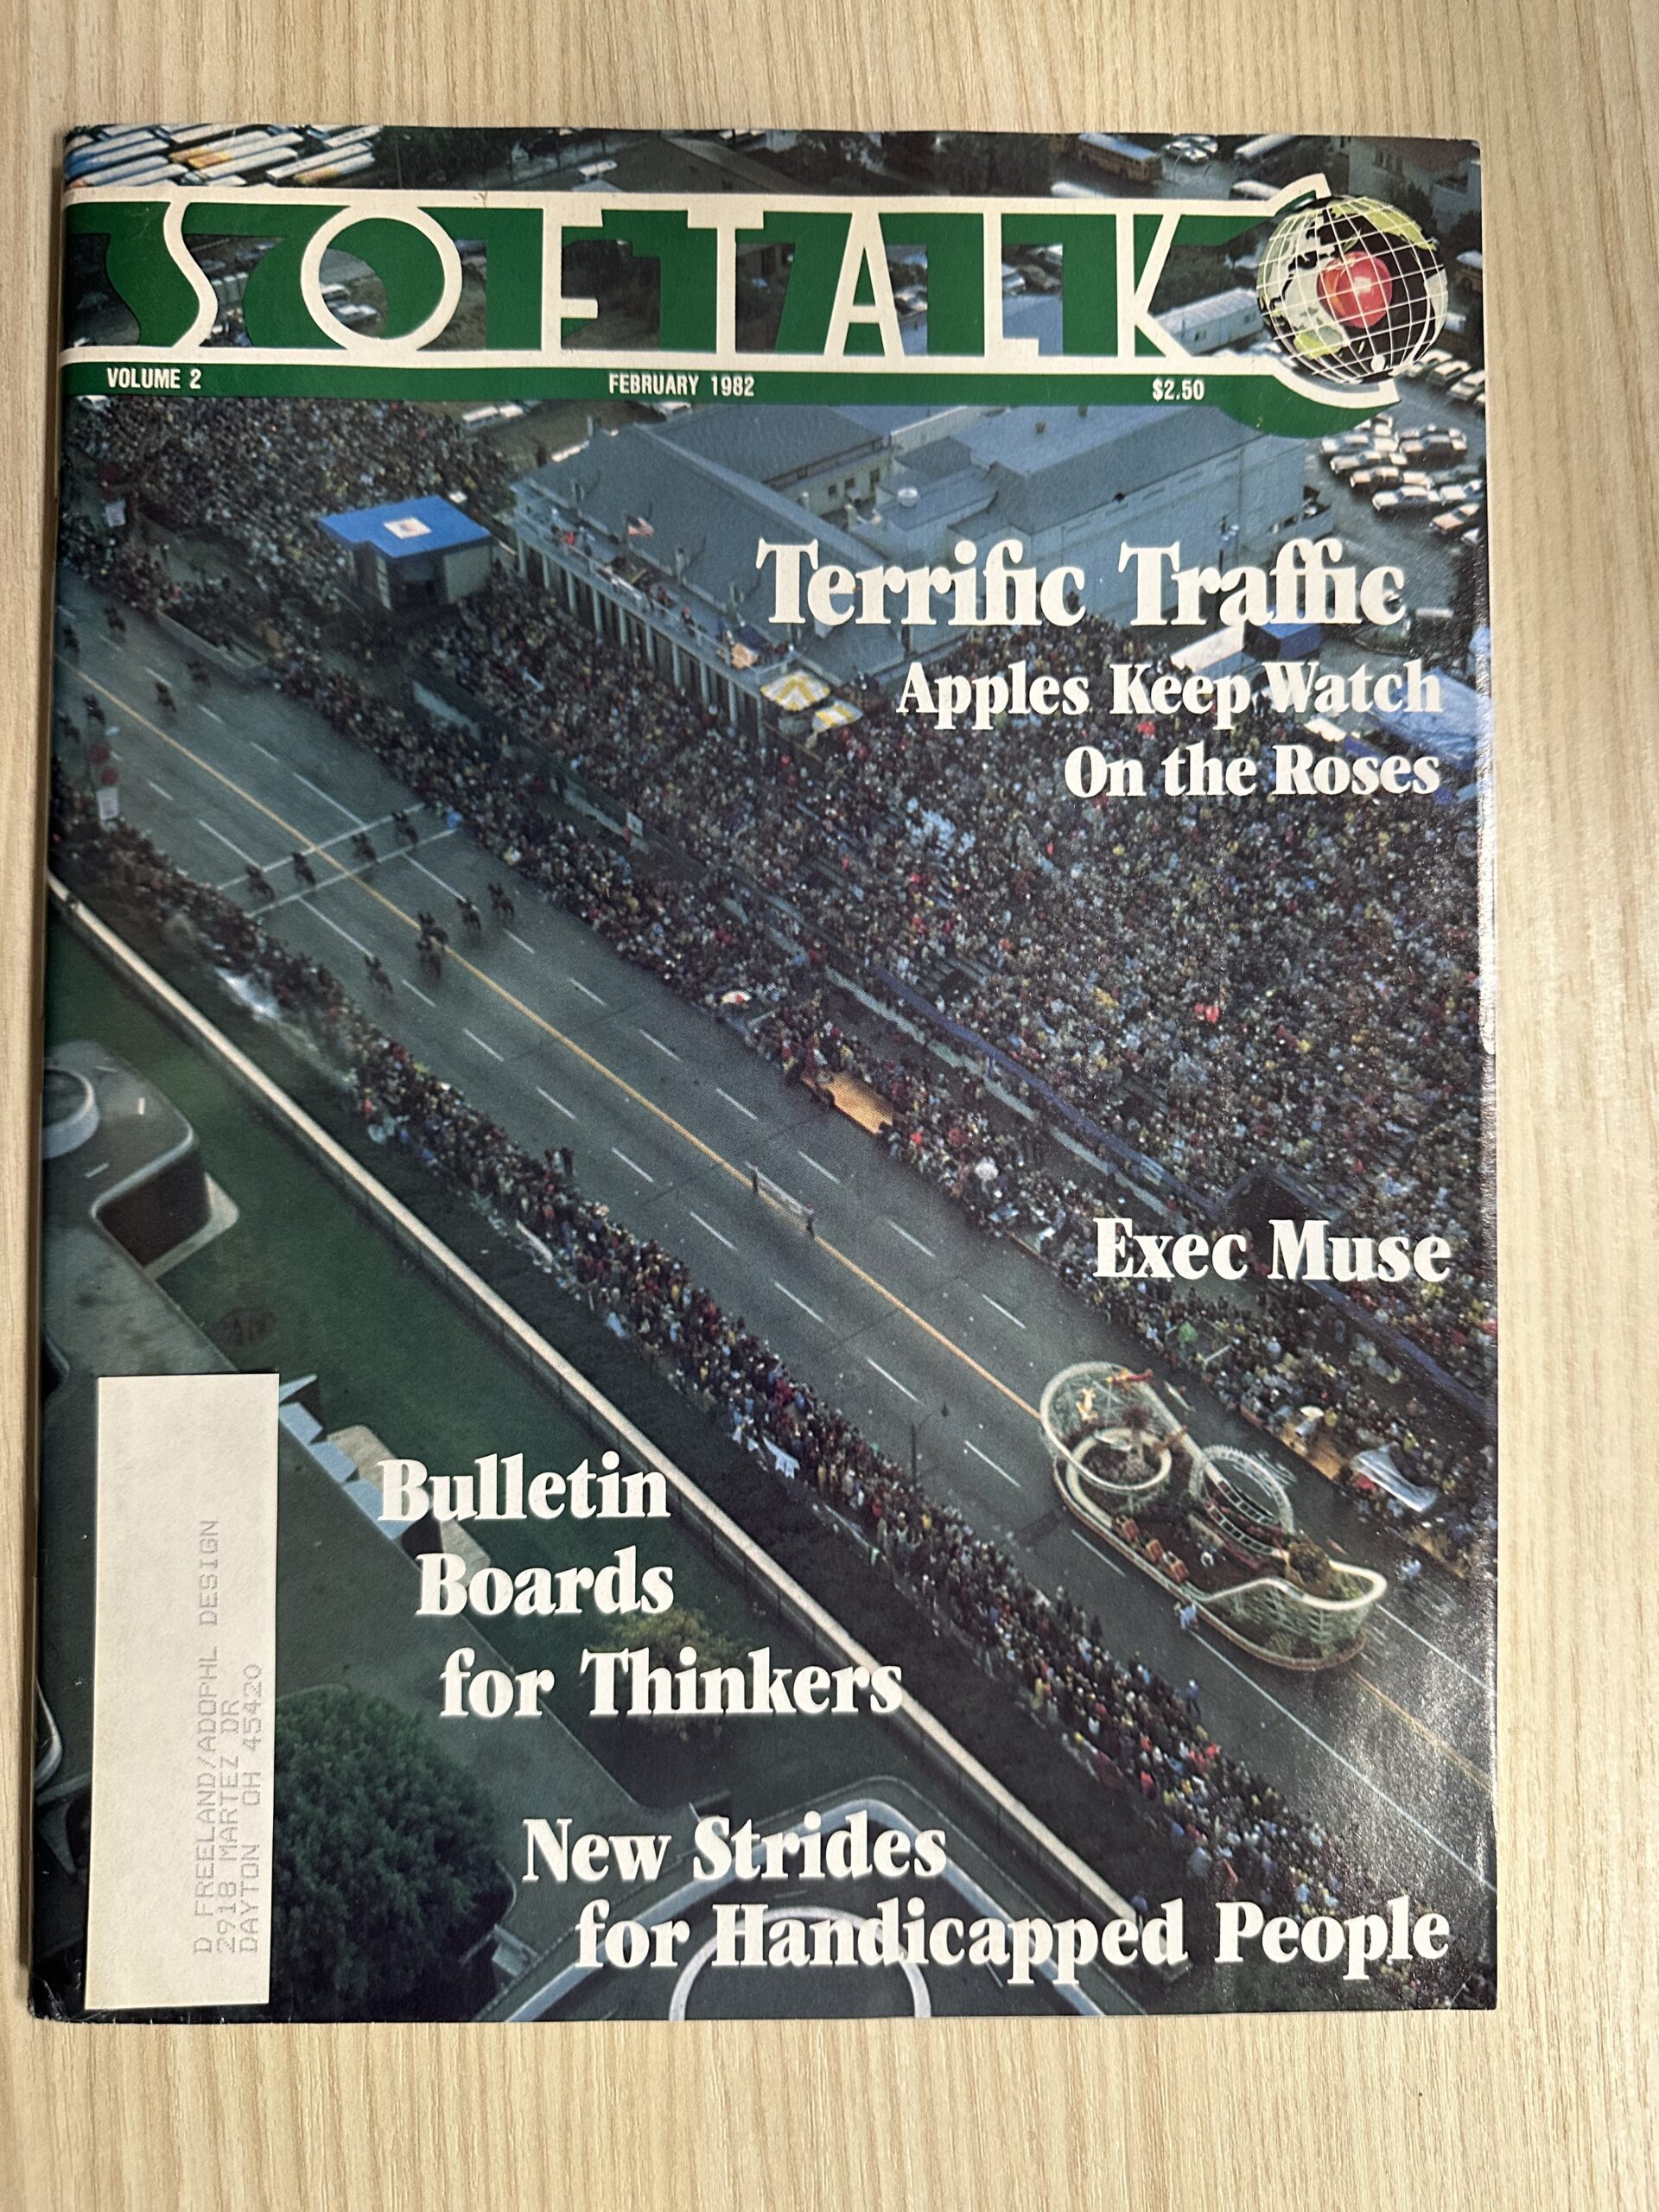 SOFTALK
VOLUME 2
FEBRUARY 1982
$2.50
Terrific Traffic
Apples Keep Watch
On the Roses
Exec Muse
Bulletin
Boards
for Thinkers
New Strides
for Handicapped People
D FREELAND/ADOPHL DESIGN
2918 MARTEZ DR
DAYTON OH 45420